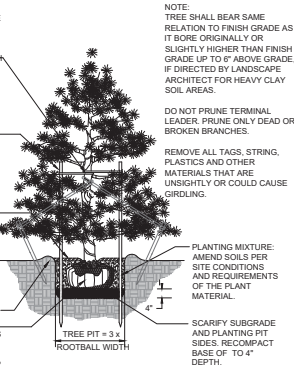 NOTE:
TREE SHALL BEAR SAME
RELATION TO FINISH GRADE AS
IT BORE ORIGINALLY OR
SLIGHTLY HIGHER THAN FINISH
GRADE UP TO 6" ABOVE GRADE,
IF DIRECTED BY LANDSCAPE
ARCHITECT FOR HEAVY CLAY
SOIL AREAS.
DO NOT PRUNE TERMINAL
LEADER. PRUNE ONLY DEAD OR
BROKEN BRANCHES.
REMOVE ALL TAGS, STRING,
PLASTICS AND OTHER
MATERIALS THAT ARE
UNSIGHTLY OR COULD CAUSE
GIRDLING.
PLANTING MIXTURE:
AMEND SOILS PER
SITE CONDITIONS
AND REQUIREMENTS
OF THE PLANT
MATERIAL.
4"
SCARIFY SUBGRADE
AND PLANTING PIT
SIDES. RECOMPACT
BASE OF TO 4"
DEPTH.
TREE PIT = 3 x
ROOTBALL WIDTH